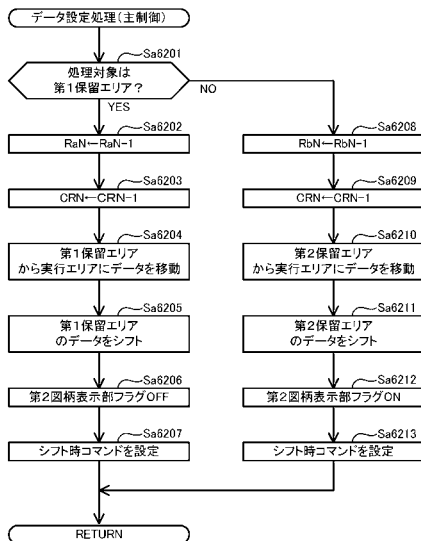 データ設定処理(主制御)
Sa6201
処理対象は
第1保留エリア?
NO
YES
Sa6202
RaN←RaN-1
Sa6203
CRN←CRN-1
Sa6204
第1保留エリア
から実行エリアにデータを移動
Sa6205
第1保留エリア
のデータをシフト
Sa6206
第2図柄表示部フラグOFF
Sa6207
シフト時コマンドを設定
Sa6208
RbN←RbN-1
Sa6209
CRN←CRN-1
Sa6210
第2保留エリア
から実行エリアにデータを移動
Sa6211
第2保留エリア
のデータをシフト
Sa6212
第2図柄表示部フラグON
Sa6213
シフト時コマンドを設定
RETURN